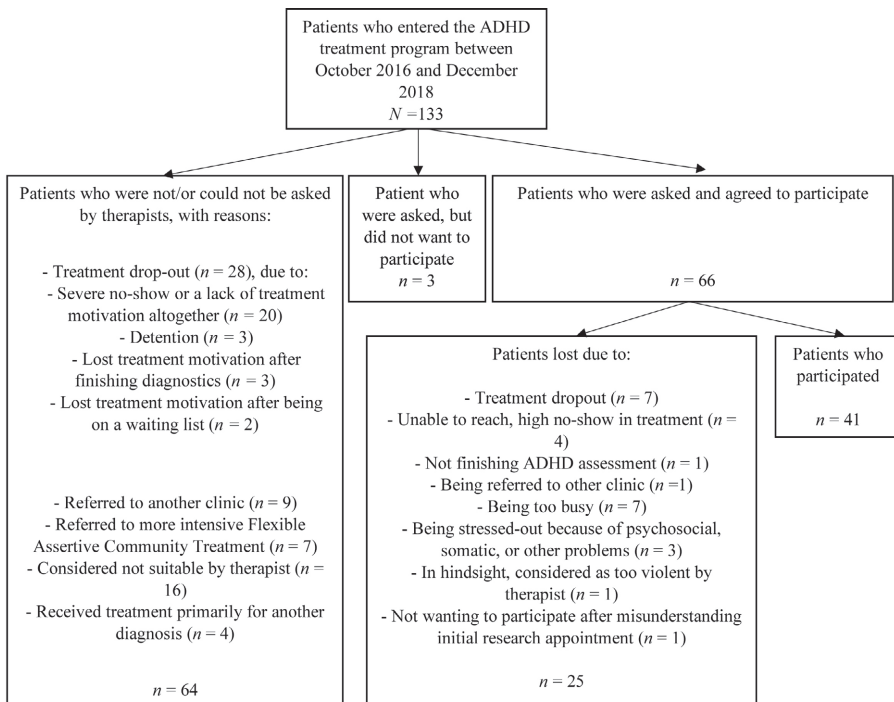 Patients who entered the ADHD
treatment program between
October 2016 and December
2018
N =133
Patients who were not/or could not be asked
by therapists, with reasons:
- Treatment drop-out (n = 28), due to:
- Severe no-show or a lack of treatment
motivation altogether (n = 20)
- Detention (n = 3)
- Lost treatment motivation after
finishing diagnostics (n = 3)
- Lost treatment motivation after being
on a waiting list (n = 2)
- Referred to another clinic (n = 9)
- Referred to more intensive Flexible
Assertive Community Treatment (n = 7)
- Considered not suitable by therapist (n =
16)
- Received treatment primarily for another
diagnosis (n = 4)
n = 64
Patient who
were asked, but
did not want to
participate
n = 3
Patients who were asked and agreed to participate
n = 66
Patients lost due to:
- Treatment dropout (n = 7)
- Unable to reach, high no-show in treatment (n =
4)
- Not finishing ADHD assessment (n = 1)
- Being referred to other clinic (n =1)
- Being too busy (n = 7)
- Being stressed-out because of psychosocial,
somatic, or other problems (n = 3)
- In hindsight, considered as too violent by
therapist (n = 1)
- Not wanting to participate after misunderstanding
initial research appointment (n = 1)
n = 25
Patients who
participated
n = 41